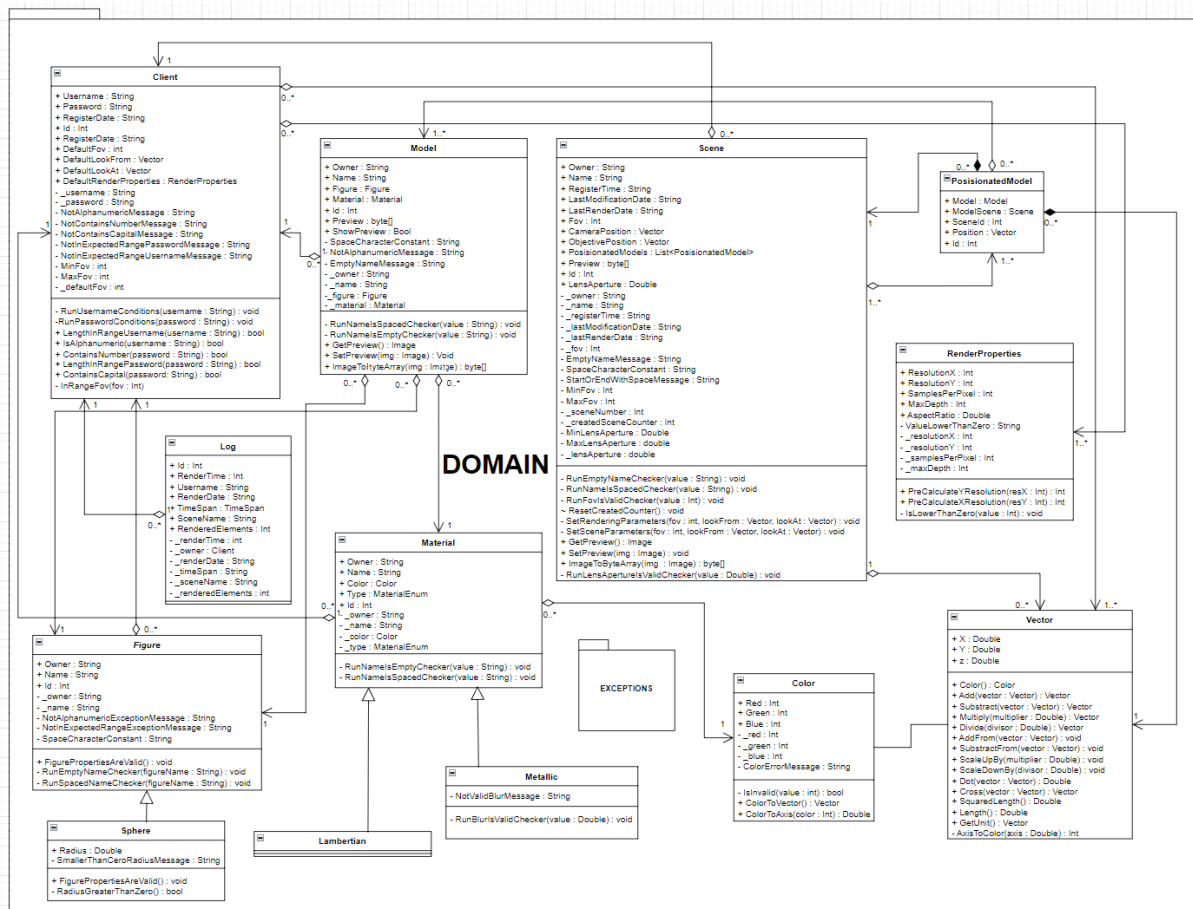 Client
+ Username : String
+ Password : String
+ RegisterDate : String
+ Id : Int
+ RegisterDate : String
+ DefaultFov : int
+ DefaultLookFrom : Vector
+ DefaultLookAt : Vector
+ DefaultRenderProperties : RenderProperties
- _username : String
- _password : String
- NotAlphanumericMessage : String
- NotContainsNumberMessage : String
- NotContainsCapitalMessage : String
- NotInExpectedRangePasswordMessage : String
- NotInExpectedRangeUsernameMessage : String
- MinFov : int
- MaxFov : int
- _defaultFov : int
- RunUsernameConditions(username : String) : void
-RunPasswordConditions(password : String) : void
+ LengthInRangeUsername(username : String) : bool
+ IsAlphanumeric(username : String) : bool
+ ContainsNumber(password : String) : bool
+ LengthInRangePassword(password : String) : bool
+ ContainsCapital(password: String) : bool
- InRangeFov(fov : Int)
1
0..*
0..*
1
1
1
1
Model
+ Owner : String
+ Name : String
+ Figure : Figure
+ Material : Material
+ Id : Int
+ Preview : byte[]
+ ShowPreview : Bool
- SpaceCharacterConstant : String
- NotAlphanumericMessage : String
- EmptyNameMessage : String
- _owner : String
- _name : String
- _figure : Figure
- _material : Material
- RunNameIsSpacedChecker(value : String) : void
- RunNameIsEmptyChecker(value : String) : void
+ GetPreview() : Image
+ SetPreview(img : Image) : Void
+ ImageToByteArray(img : Image) : byte[]
1..*
0..*
0..*
0..*
0..*
Scene
+ Owner : String
+ Name : String
+ RegisterTime : String
+ LastModificationDate : String
+ LastRenderDate : String
+ Fov : Int
+ CameraPosition : Vector
+ ObjectivePosition : Vector
+ PosisionatedModels : List<PosisionatedModel>
+ Preview : byte[]
+ Id : Int
+ LensAperture : Double
- _owner : String
- _name : String
- _registerTime : String
- _lastModificationDate : String
- _lastRenderDate : String
- _fov : Int
- EmptyNameMessage : String
- SpaceCharacterConstant : String
- StartOrEndWithSpaceMessage : String
- MinFov : Int
- MaxFov : Int
- _sceneNumber : Int
- _createdSceneCounter : Int
- MinLensAperture : Double
- MaxLensAperture : double
- _lensAperture : double
- RunEmptyNameChecker(value : String) : void
- RunNameIsSpacedChecker(value : String) : void
- RunFovIsValidChecker(value : Int) : void
~ ResetCreatedCounter() : void
- SetRenderingParameters(fov : int, lookFrom : Vector, lookAt : Vector) : void
- SetSceneParameters(fov : Int, lookFrom : Vector, lookAt : Vector) : void
+ GetPreview() : Image
+ SetPreview(img : Image) : void
+ ImageToByteArray(img : Image) : byte[]
- RunLensApertureIsValidChecker(value : Double) : void
0..*
1
1..*
1
PosisionatedModel
+ Model : Model
+ ModelScene : Scene
+ SceneId : Int
+ Position : Vector
+ Id : Int
0..*
0..*
0..*
1..*
RenderProperties
+ ResolutionX : Int
+ ResolutionY : Int
+ SamplesPerPixel : Int
+ MaxDepth : Int
+ AspectRatio : Double
- ValueLowerThanZero : String
- _resolutionX : Int
- _resolutionY : Int
- _samplesPerPixel : Int
- _maxDepth : Int
+ PreCalculateYResolution(resX : Int) : Int
+ PreCalculateXResolution(resY : Int) : Int
- IsLowerThanZero(value : Int) : void
1..*
Log
+ Id : Int
+ RenderTime : Int
+ Username : String
+ RenderDate : String
+ TimeSpan : TimeSpan
+ SceneName : String
+ RenderedElements : Int
- _renderTime : int
- _owner : Client
- _renderDate : String
- _timeSpan : String
- _sceneName : String
- _renderedElements : int
0..*
DOMAIN
Material
+ Owner : String
+ Name : String
+ Color : Color
+ Type : MaterialEnum
+ Id : Int
- _owner : String
- _name : String
- _color : Color
- _type : MaterialEnum
- RunNameIsEmptyChecker(value : String) : void
- RunNameIsSpacedChecker(value : String) : void
1
0..*
0..*
Figure
+ Owner : String
+ Name : String
+ Id : Int
- _owner : String
- _name : String
- NotAlphanumericExceptionMessage : String
- NotInExpectedRangeExceptionMessage : String
- SpaceCharacterConstant : String
+ FigurePropertiesAreValid() : void
- RunEmptyNameChecker(figureName : String) : void
- RunSpacedNameChecker(figureName : String) : void
1
0..*
1
EXCEPTIONS
Color
+ Red : Int
+ Green : Int
+ Blue : Int
- _red : Int
- _green : Int
- _blue : Int
- ColorErrorMessage : String
- IsInvalid(value : int) : bool
+ ColorToVector() : Vector
+ ColorToAxis(color : Int) : Double
1
Vector
+ X : Double
+ Y : Double
+ z : Double
+ Color() : Color
+ Add(vector : Vector) : Vector
+ Substract(vector : Vector) : Vector
+ Multiply(multiplier : Double) : Vector
+ Divide(divisor : Double) : Vector
+ AddFrom(vector : Vector) : void
+ SubstractFrom(vector : Vector) : void
+ ScaleUpBy(multiplier : Double) : void
+ ScaleDownBy(divisor : Double) : void
+ Dot(vector : Vector) : Double
+ Cross(vector : Vector) : Vector
+ SquaredLength() : Double
+ Length() : Double
+ GetUnit() : Vector
- AxisToColor(axis : Double) : Int
0..*
1..*
1
Metallic
- NotValidBlurMessage : String
- RunBlurIsValidChecker(value : Double) : void
Lambertian
Sphere
+ Radius : Double
- SmallerThanCeroRadiusMessage : String
+ FigurePropertiesAreValid() : void
- RadiusGreaterThanZero() : bool